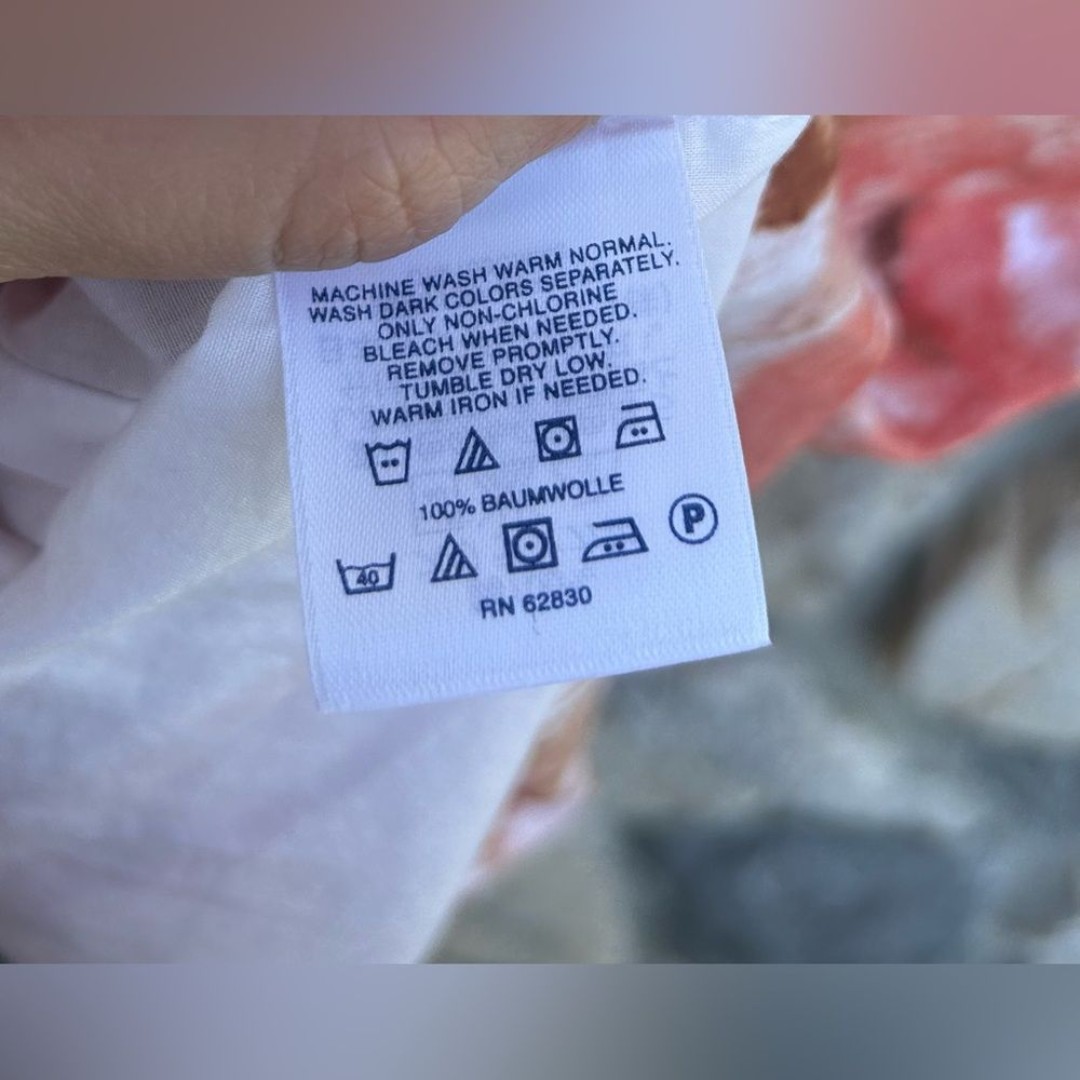 MACHINE WASH WARM NORMAL.
WASH DARK COLORS SEPARATELY.
ONLY NON-CHLORINE
BLEACH WHEN NEEDED.
REMOVE PROMPTLY.
TUMBLE DRY LOW.
WARM IRON IF NEEDED.
100% BAUMWOLLE
40
P
RN 62830